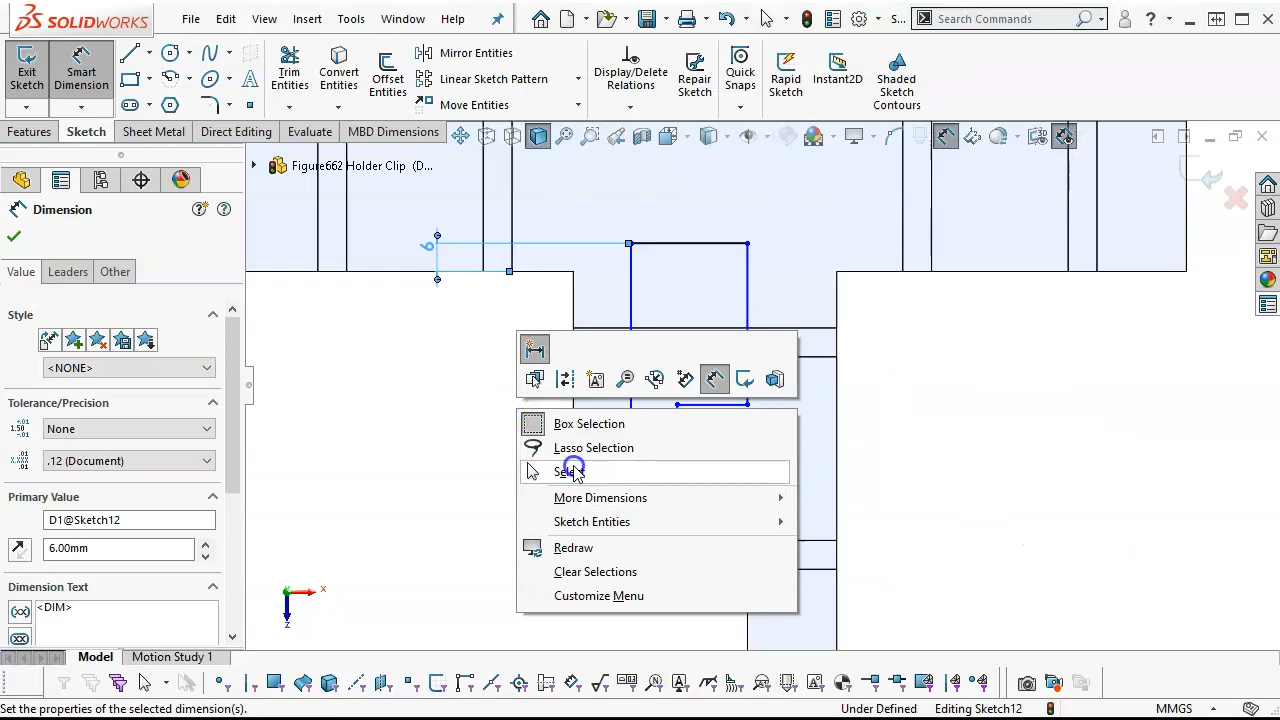 SOLIDWORKS
File
Edit
View
Insert
Tools
Window
Help
S...
Search Commands
Exit Sketch
Smart Dimension
Trim Entities
Convert Entities
Offset Entities
Mirror Entities
Linear Sketch Pattern
Move Entities
Display/Delete Relations
Repair Sketch
Quick Snaps
Rapid Sketch
Instant2D
Shaded Sketch Contours
Features
Sketch
Sheet Metal
Direct Editing
Evaluate
MBD Dimensions
Figure662 Holder Clip (D...
Dimension
Value
Leaders
Other
Style
<NONE>
Tolerance/Precision
None
.12 (Document)
Primary Value
D1@Sketch12
6.00mm
Dimension Text
<DIM>
6
Box Selection
Lasso Selection
Select
More Dimensions
Sketch Entities
Redraw
Clear Selections
Customize Menu
x
z
Model
Motion Study 1
Set the properties of the selected dimension(s).
Under Defined
Editing Sketch12
MMGS